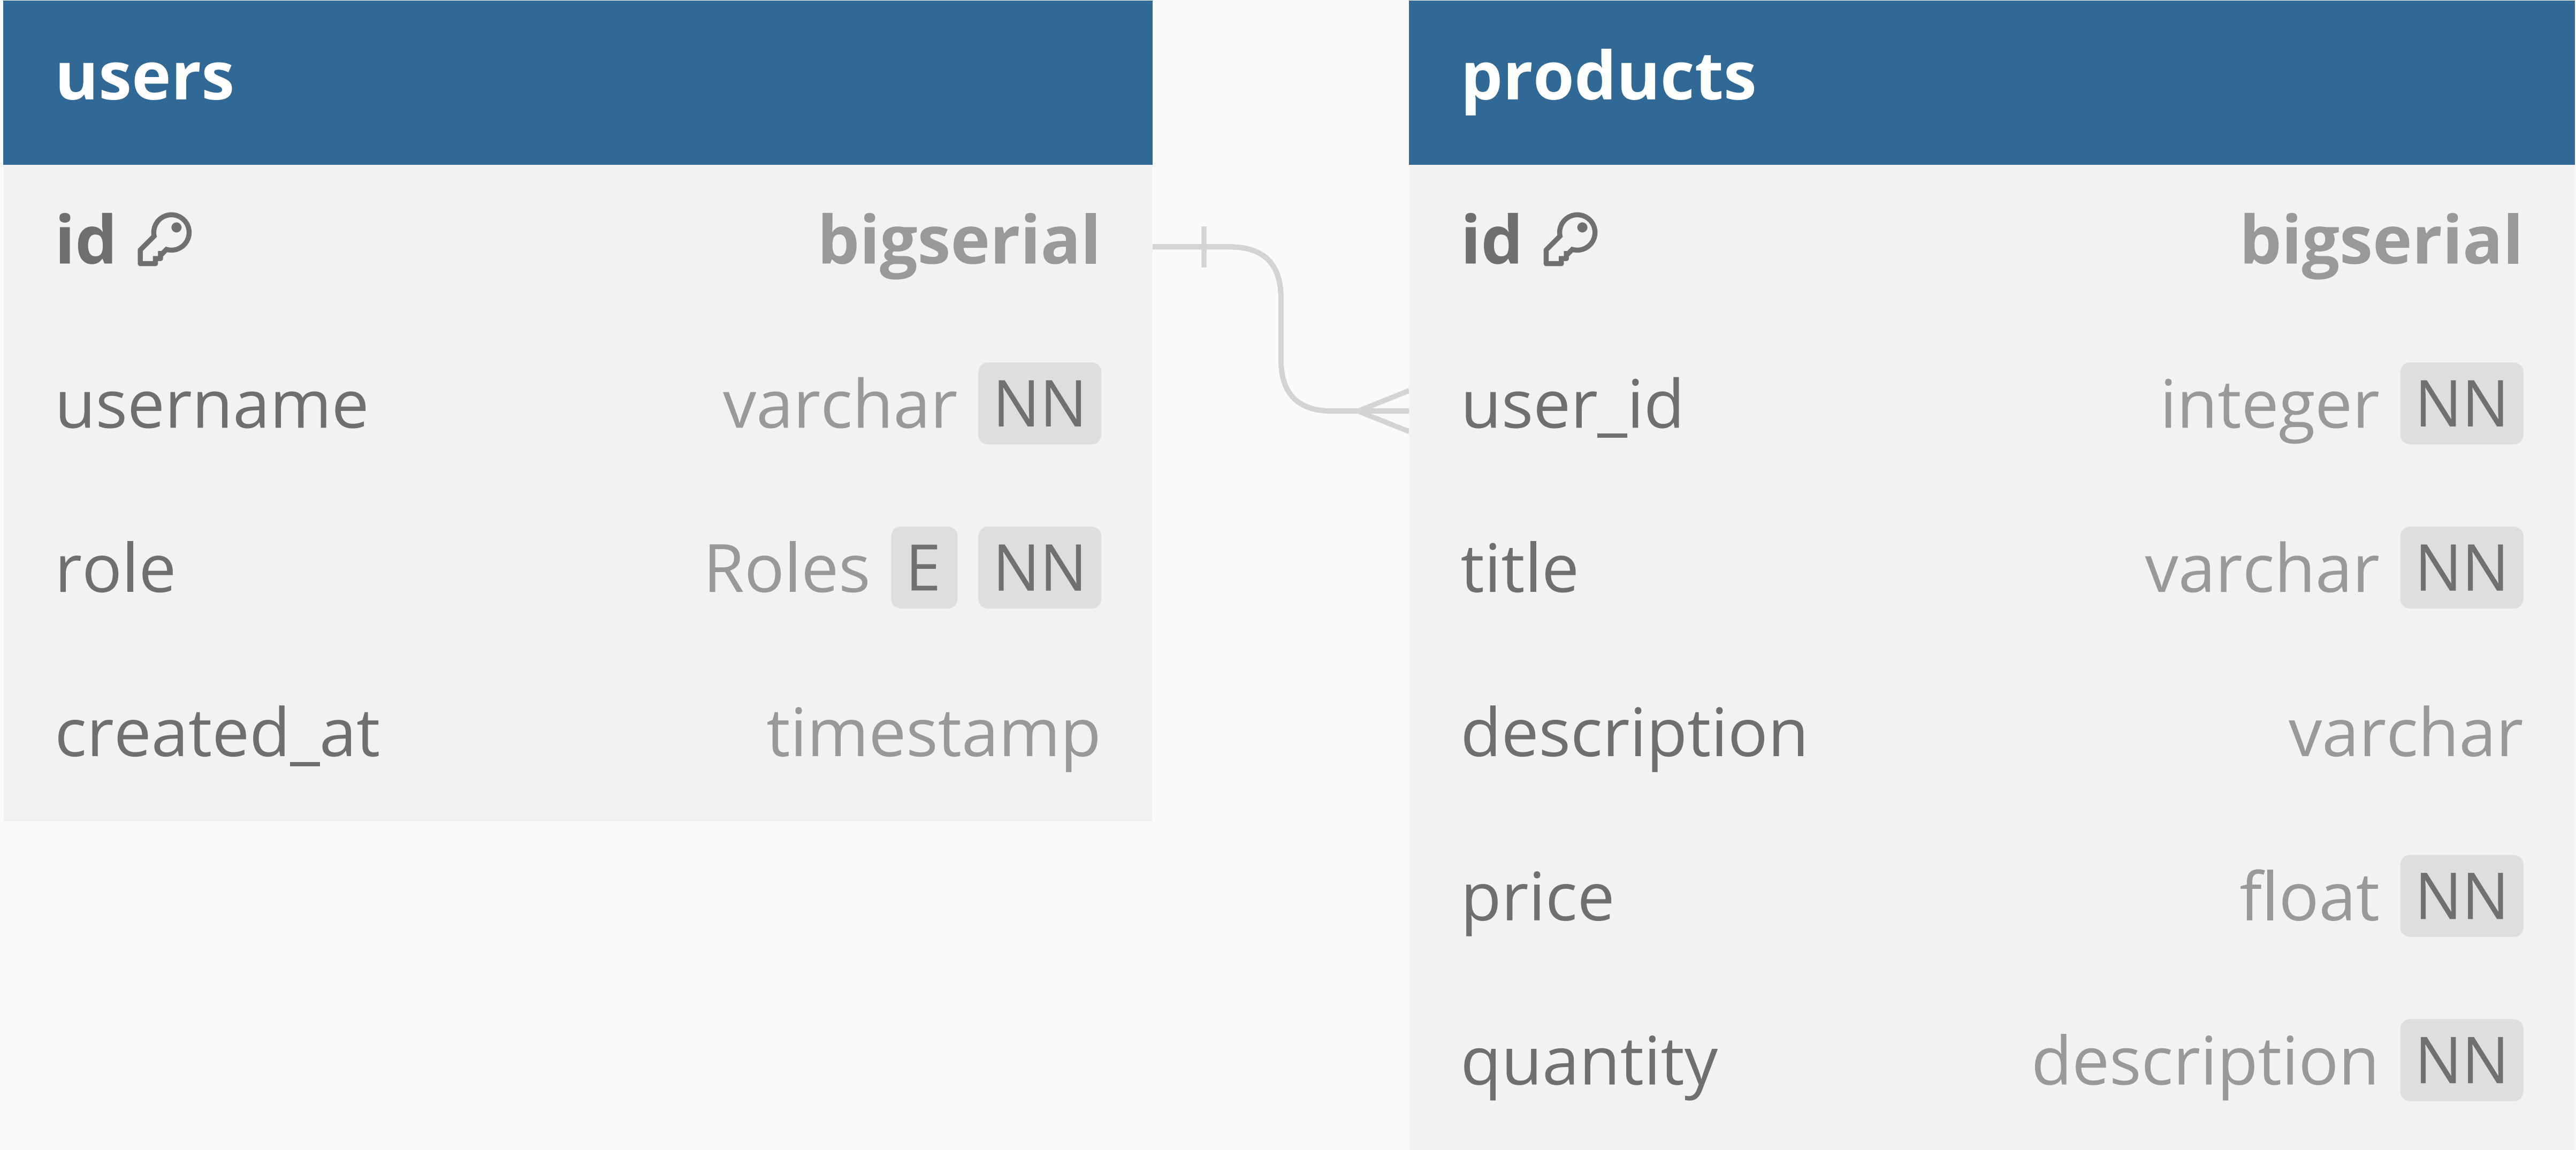 users
id bigserial
username varchar NN
role Roles E NN
created_at timestamp
products
id bigserial
user_id integer NN
title varchar NN
description varchar
price float NN
quantity description NN